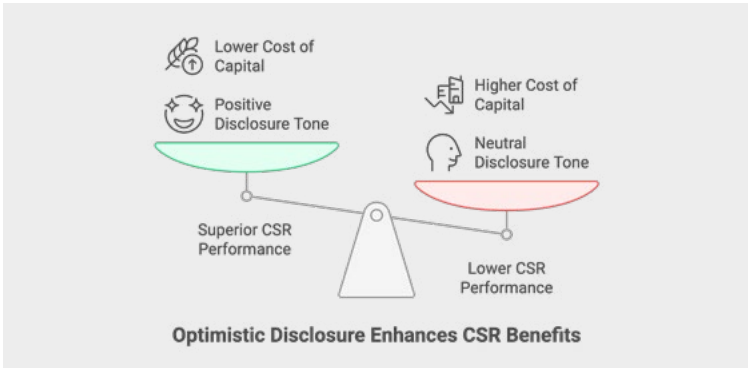 Lower Cost of
Capital
Positive
Disclosure Tone
Superior CSR
Performance
Higher Cost of
Capital
Neutral
Disclosure Tone
Lower CSR
Performance
Optimistic Disclosure Enhances CSR Benefits